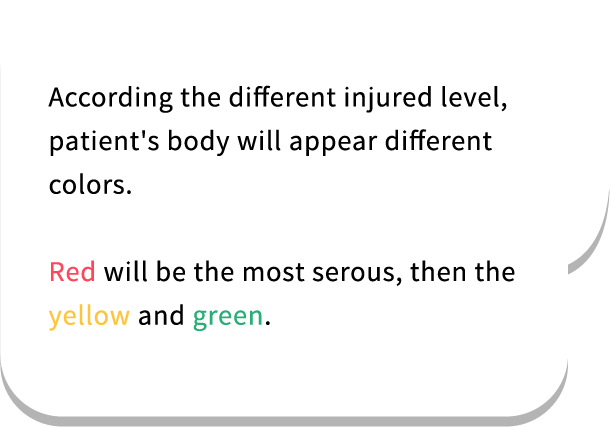 According the different injured level,
patient's body will appear different
colors.
Red will be the most serous, then the
yellow and green.